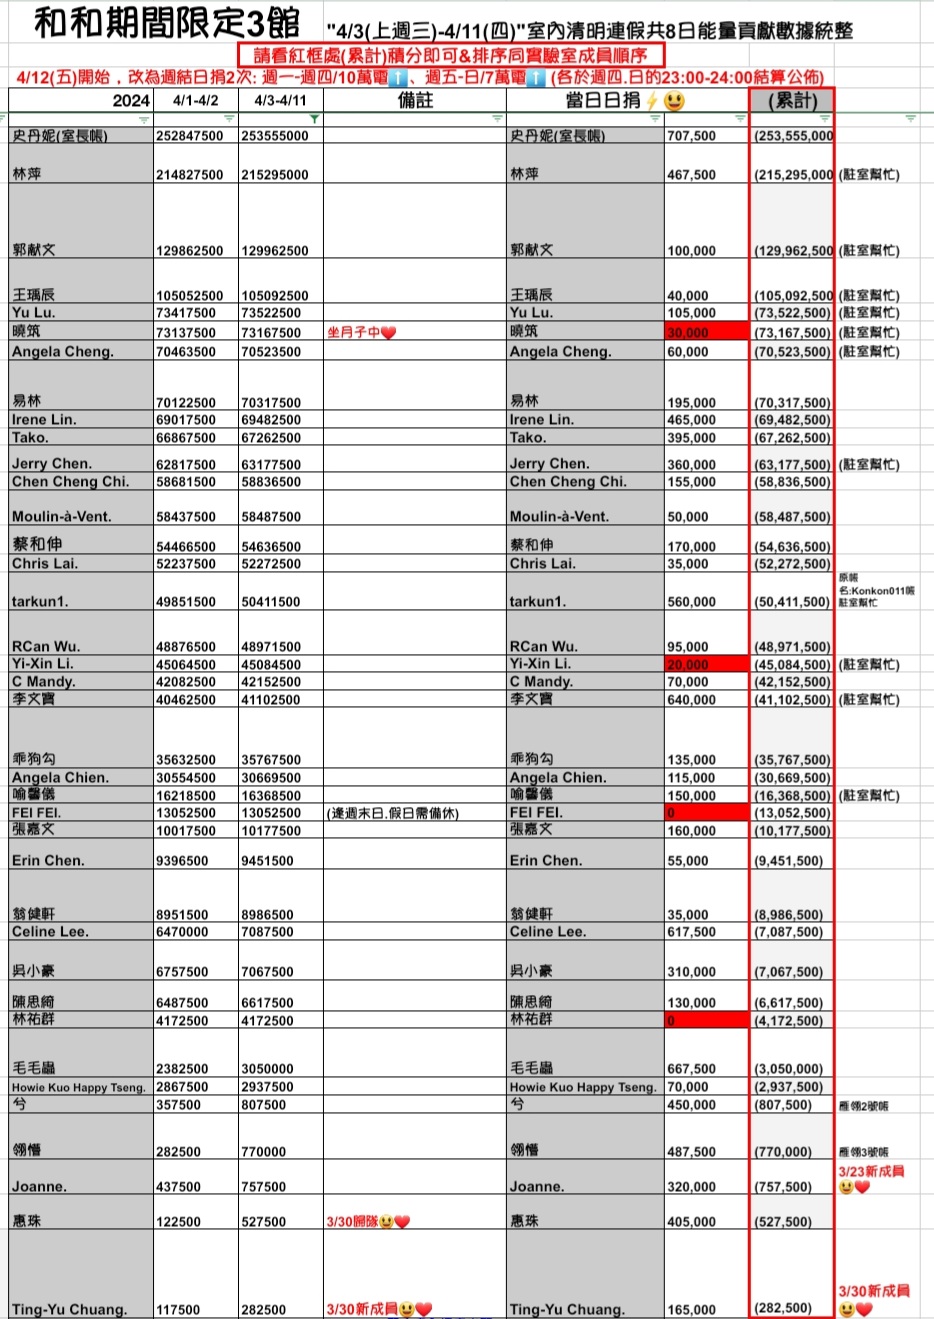 和和期間限定3館 "4/3(上週三)-4/11(四)"室內清明連假共8日能量貢獻數據統整
請看紅框處(累計)積分即可&排序同實驗室成員順序
4/12(五)開始，改為週結日捐2次: 週一-週四/10萬電⬆️、週五-日/7萬電⬆️ (各於週四.日的23:00-24:00結算公佈)
2024 4/1-4/2 4/3-4/11 備註 當日日捐⚡😃 (累計)
史丹妮(室長帳) 252847500 253555000 史丹妮(室長帳) 707,500 (253,555,000
林萍 214827500 215295000 林萍 467,500 (215,295,000 (駐室幫忙)
郭献文 129862500 129962500 郭献文 100,000 (129,962,500 (駐室幫忙)
王瑀宸 105052500 105092500 王瑀宸 40,000 (105,092,500 (駐室幫忙)
Yu Lu. 73417500 73522500 Yu Lu. 105,000 (73,522,500) (駐室幫忙)
曉筑 73137500 73167500 坐月子中❤️ 曉筑 30,000 (73,167,500) (駐室幫忙)
Angela Cheng. 70463500 70523500 Angela Cheng. 60,000 (70,523,500) (駐室幫忙)
易林 70122500 70317500 易林 195,000 (70,317,500)
Irene Lin. 69017500 69482500 Irene Lin. 465,000 (69,482,500)
Tako. 66867500 67262500 Tako. 395,000 (67,262,500)
Jerry Chen. 62817500 63177500 Jerry Chen. 360,000 (63,177,500) (駐室幫忙)
Chen Cheng Chi. 58681500 58836500 Chen Cheng Chi. 155,000 (58,836,500)
Moulin-à-Vent. 58437500 58487500 Moulin-à-Vent. 50,000 (58,487,500)
蔡和伸 54466500 54636500 蔡和伸 170,000 (54,636,500)
Chris Lai. 52237500 52272500 Chris Lai. 35,000 (52,272,500)
tarkun1. 49851500 50411500 tarkun1. 560,000 (50,411,500) 原帳
名:Konkon011帳
駐室幫忙
RCan Wu. 48876500 48971500 RCan Wu. 95,000 (48,971,500)
Yi-Xin Li. 45064500 45084500 Yi-Xin Li. 20,000 (45,084,500) (駐室幫忙)
C Mandy. 42082500 42152500 C Mandy. 70,000 (42,152,500)
李文寶 40462500 41102500 李文寶 640,000 (41,102,500) (駐室幫忙)
乖狗勾 35632500 35767500 乖狗勾 135,000 (35,767,500)
Angela Chien. 30554500 30669500 Angela Chien. 115,000 (30,669,500)
喻馨儀 16218500 16368500 喻馨儀 150,000 (16,368,500) (駐室幫忙)
FEI FEI. 13052500 13052500 (逢週末日.假日需備休) FEI FEI. 0 (13,052,500)
張嘉文 10017500 10177500 張嘉文 160,000 (10,177,500)
Erin Chen. 9396500 9451500 Erin Chen. 55,000 (9,451,500)
翁健軒 8951500 8986500 翁健軒 35,000 (8,986,500)
Celine Lee. 6470000 7087500 Celine Lee. 617,500 (7,087,500)
吳小豪 6757500 7067500 吳小豪 310,000 (7,067,500)
陳思綺 6487500 6617500 陳思綺 130,000 (6,617,500)
林祐群 4172500 4172500 林祐群 0 (4,172,500)
毛毛蟲 2382500 3050000 毛毛蟲 667,500 (3,050,000)
Howie Kuo Happy Tseng. 2867500 2937500 Howie Kuo Happy Tseng. 70,000 (2,937,500)
兮 357500 807500 兮 450,000 (807,500) 雁翎2號帳
翎懵 282500 770000 翎懵 487,500 (770,000) 雁翎3號帳
Joanne. 437500 757500 Joanne. 320,000 (757,500) 3/23新成員
😃❤️
惠珠 122500 527500 3/30開隊😃❤️ 惠珠 405,000 (527,500)
Ting-Yu Chuang. 117500 282500 3/30新成員😃❤️ Ting-Yu Chuang. 165,000 (282,500) 3/30新成員
😃❤️